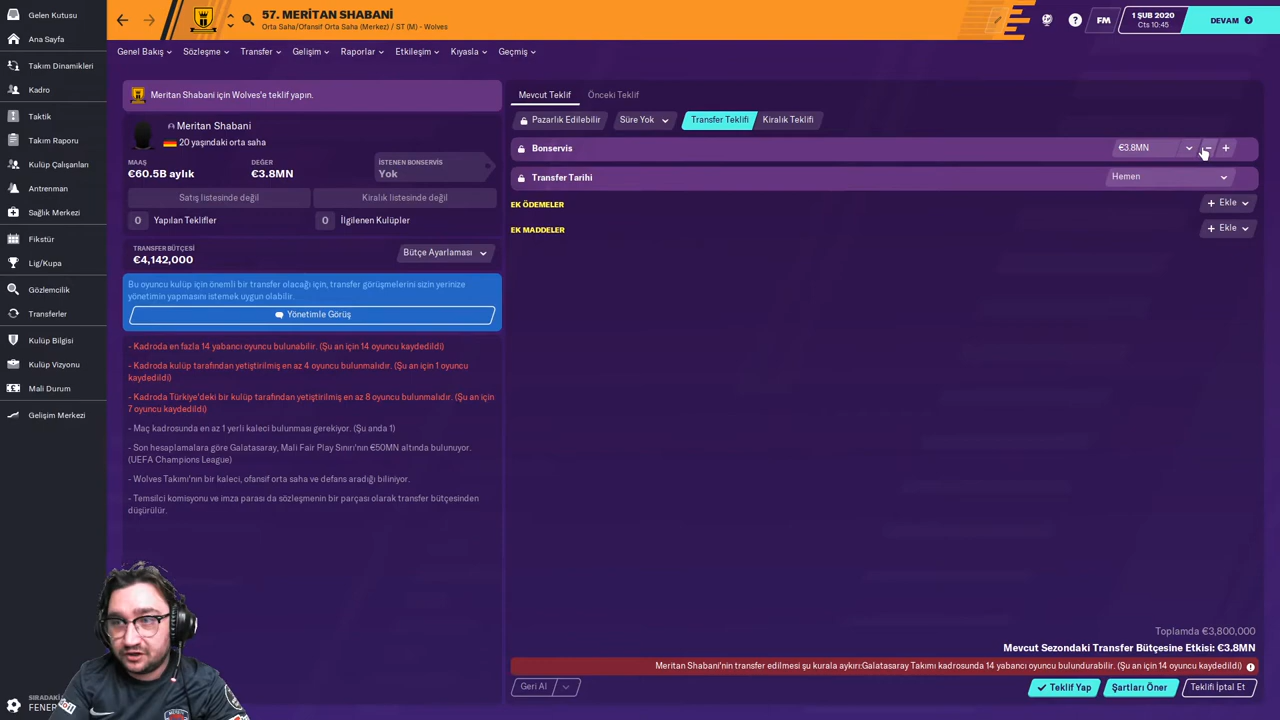 Gelen Kutusu
Ana Sayfa
Takım Dinamikleri
Kadro
Taktik
Takım Raporu
Kulüp Çalışanları
Antrenman
Sağlık Merkezi
Fikstür
Lig/Kupa
Gözlemcilik
Transferler
Kulüp Bilgisi
Kulüp Vizyonu
Mali Durum
Gelişim Merkezi
SIRADAKİ
FENER
57. MERİTAN SHABANİ
Orta Saha/Ofansif Orta Saha (Merkez) / ST (M) - Wolves
FM
1 ŞUB 2020
Cts 10:45
DEVAM
Genel Bakış
Sözleşme
Transfer
Gelişim
Raporlar
Etkileşim
Kıyasla
Geçmiş
Meritan Shabani için Wolves'e teklif yapın.
Meritan Shabani
20 yaşındaki orta saha
MAAŞ
€60.5B aylık
DEĞER
€3.8MN
İSTENEN BONSERVİS
Yok
Satış listesinde değil
Kiralık listesinde değil
0 Yapılan Teklifler
0 İlgilenen Kulüpler
TRANSFER BÜTÇESİ
€4,142,000
Bütçe Ayarlaması
Bu oyuncu kulüp için önemli bir transfer olacağı için, transfer görüşmelerini sizin yerinize
yönetimin yapmasını istemek uygun olabilir.
Yönetimle Görüş
- Kadroda en fazla 14 yabancı oyuncu bulunabilir. (Şu an için 14 oyuncu kaydedildi)
- Kadroda kulüp tarafından yetiştirilmiş en az 4 oyuncu bulunmalıdır. (Şu an için 1 oyuncu
kaydedildi)
- Kadroda Türkiye'deki bir kulüp tarafından yetiştirilmiş en az 8 oyuncu bulunmalıdır. (Şu an için
7 oyuncu kaydedildi)
- Maç kadrosunda en az 1 yerli kaleci bulunması gerekiyor. (Şu anda 1)
- Son hesaplamalara göre Galatasaray, Mali Fair Play Sınırı'nın €50MN altında bulunuyor.
(UEFA Champions League)
- Wolves Takımı'nın bir kaleci, ofansif orta saha ve defans aradığı biliniyor.
- Temsilci komisyonu ve imza parası da sözleşmenin bir parçası olarak transfer bütçesinden
düşürülür.
Mevcut Teklif
Önceki Teklif
Pazarlık Edilebilir
Süre Yok
Transfer Teklifi
Kiralık Teklifi
Bonservis
€3.8MN
Transfer Tarihi
Hemen
EK ÖDEMELER
+ Ekle
EK MADDELER
+ Ekle
Toplamda €3,800,000
Mevcut Sezondaki Transfer Bütçesine Etkisi: €3.8MN
Meritan Shabani'nin transfer edilmesi şu kurala aykırı:Galatasaray Takımı kadrosunda 14 yabancı oyuncu bulundurabilir. (Şu an için 14 oyuncu kaydedildi)
Geri Al
Teklif Yap
Şartları Öner
Teklifi İptal Et